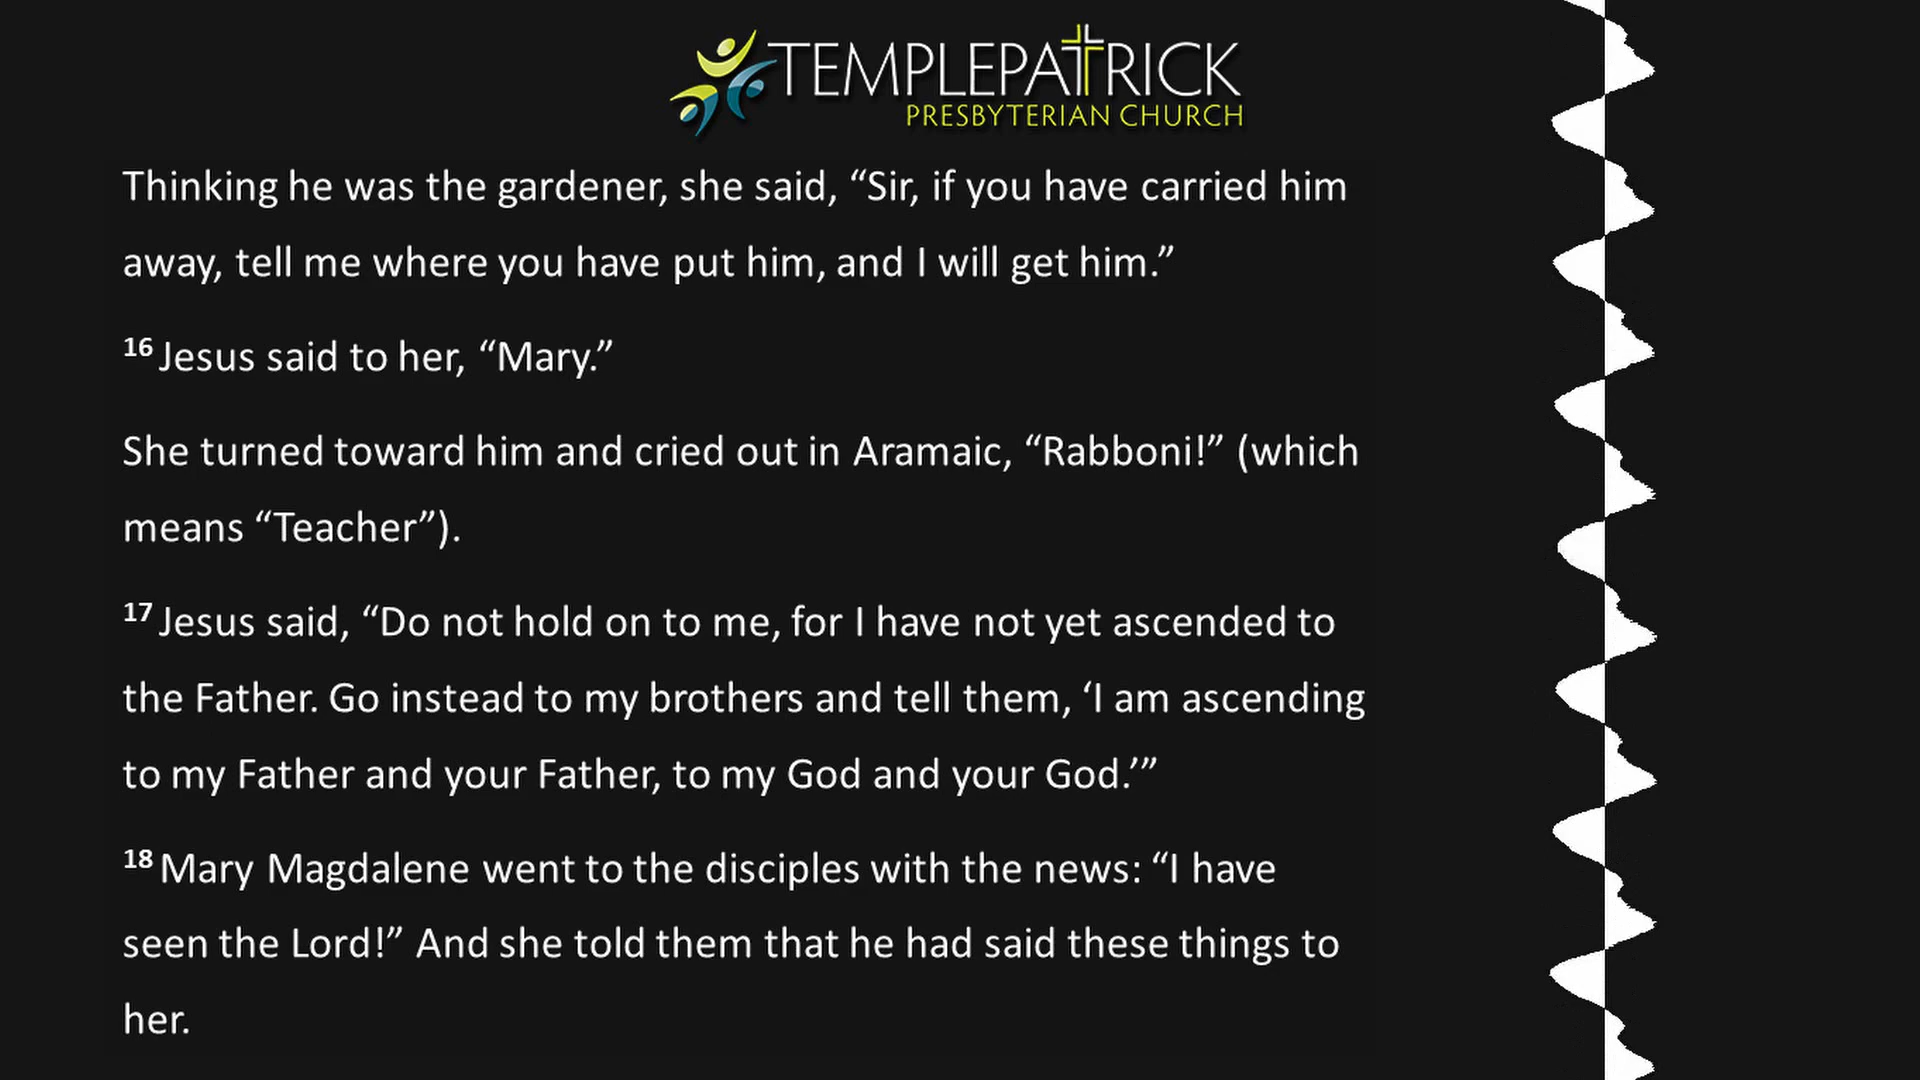 TEMPLEPATRICK
PRESBYTERIAN CHURCH
Thinking he was the gardener, she said, “Sir, if you have carried him
away, tell me where you have put him, and I will get him.”
16 Jesus said to her, “Mary.”
She turned toward him and cried out in Aramaic, “Rabboni!” (which
means “Teacher”).
17 Jesus said, “Do not hold on to me, for I have not yet ascended to
the Father. Go instead to my brothers and tell them, ‘I am ascending
to my Father and your Father, to my God and your God.’”
18 Mary Magdalene went to the disciples with the news: “I have
seen the Lord!” And she told them that he had said these things to
her.